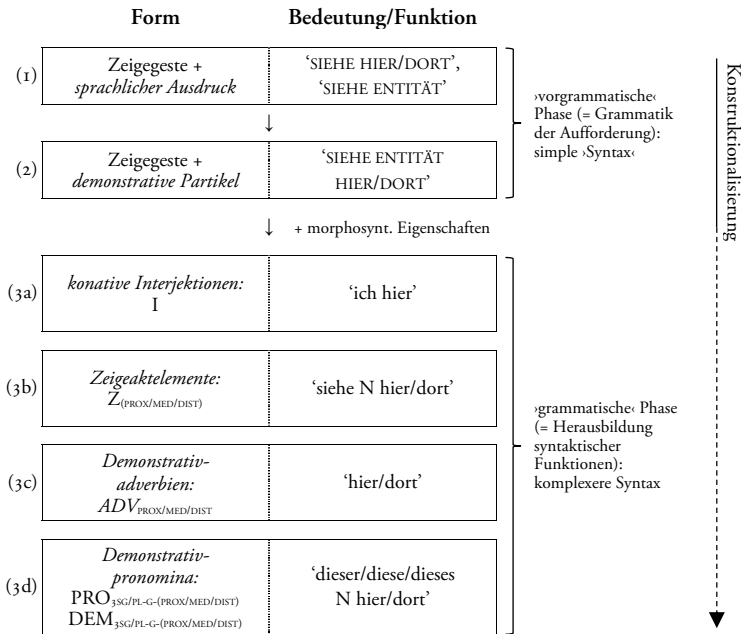 Form Bedeutung/Funktion
(1) Zeigegeste + ‘SIEHE HIER/DORT’,
sprachlicher Ausdruck ‘SIEHE ENTITÄT’
›vorgrammatische‹
Phase (= Grammatik
der Aufforderung):
simple ›Syntax‹
↓
(2) Zeigegeste + ‘SIEHE ENTITÄT
demonstrative Partikel HIER/DORT’
↓ + morphosynt. Eigenschaften
(3a) konative Interjektionen: ‘ich hier’
I
(3b) Zeigeaktelemente: ‘siehe N hier/dort’
Z(PROX/MED/DIST)
›grammatische‹ Phase
(= Herausbildung
syntaktischer
Funktionen):
komplexere Syntax
(3c) Demonstrativ-
adverbien: ‘hier/dort’
ADVPROX/MED/DIST
(3d) Demonstrativ-
pronomina: ‘dieser/diese/dieses
PRO3SG/PL-G-(PROX/MED/DIST) N hier/dort’
DEM3SG/PL-G-(PROX/MED/DIST)
Konstruktionalisierung